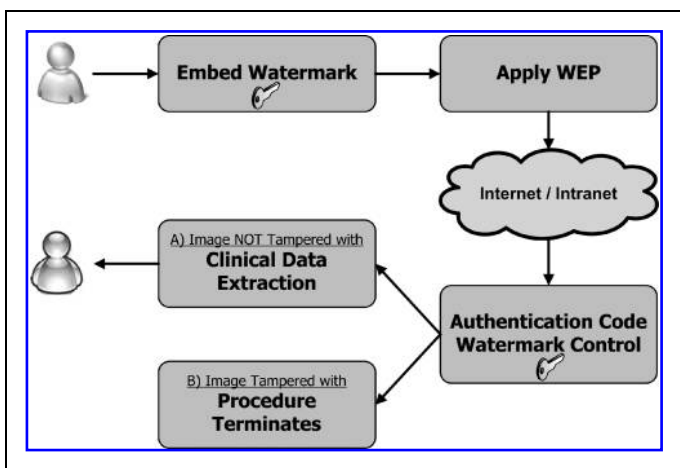 Embed Watermark
Apply WEP
Internet / Intranet
Authentication Code
Watermark Control
A) Image NOT Tampered with
Clinical Data
Extraction
B) Image Tampered with
Procedure
Terminates